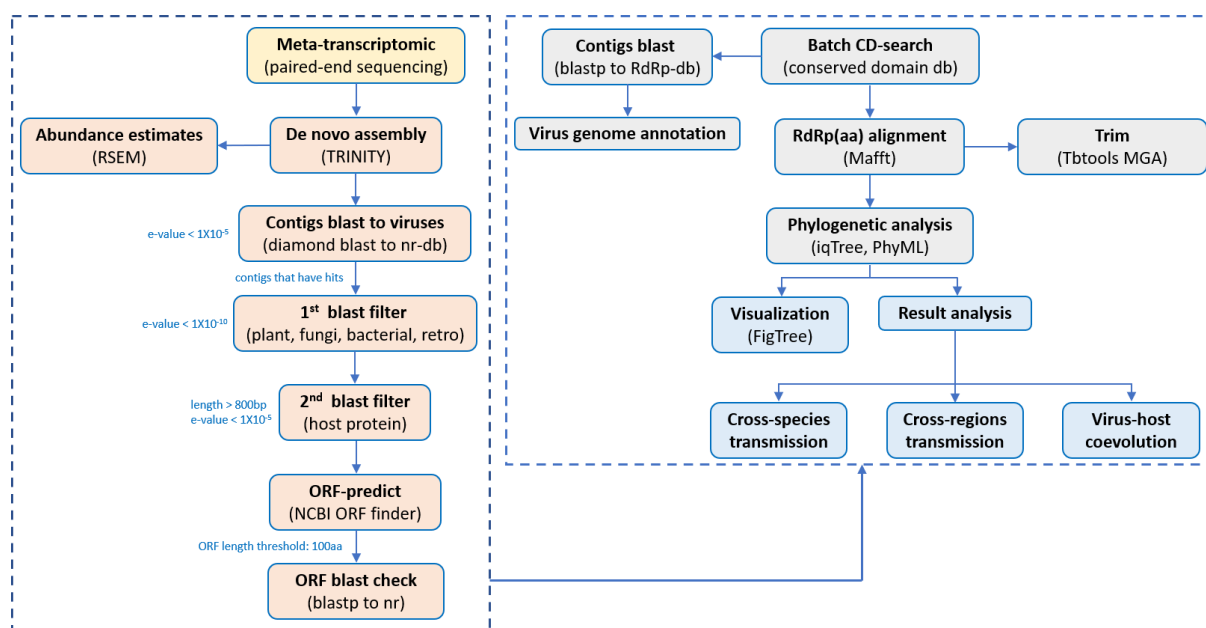 Meta-transcriptomic
(paired-end sequencing)
Abundance estimates
(RSEM)
De novo assembly
(TRINITY)
e-value < 1X10⁻⁵
Contigs blast to viruses
(diamond blast to nr-db)
contigs that have hits
e-value < 1X10⁻¹⁰
1ˢᵗ blast filter
(plant, fungi, bacterial, retro)
length > 800bp
e-value < 1X10⁻⁵
2ⁿᵈ blast filter
(host protein)
ORF-predict
(NCBI ORF finder)
ORF length threshold: 100aa
ORF blast check
(blastp to nr)
Contigs blast
(blastp to RdRp-db)
Batch CD-search
(conserved domain db)
Virus genome annotation
RdRp(aa) alignment
(Mafft)
Trim
(Tbtools MGA)
Phylogenetic analysis
(iqTree, PhyML)
Visualization
(FigTree)
Result analysis
Cross-species
transmission
Cross-regions
transmission
Virus-host
coevolution